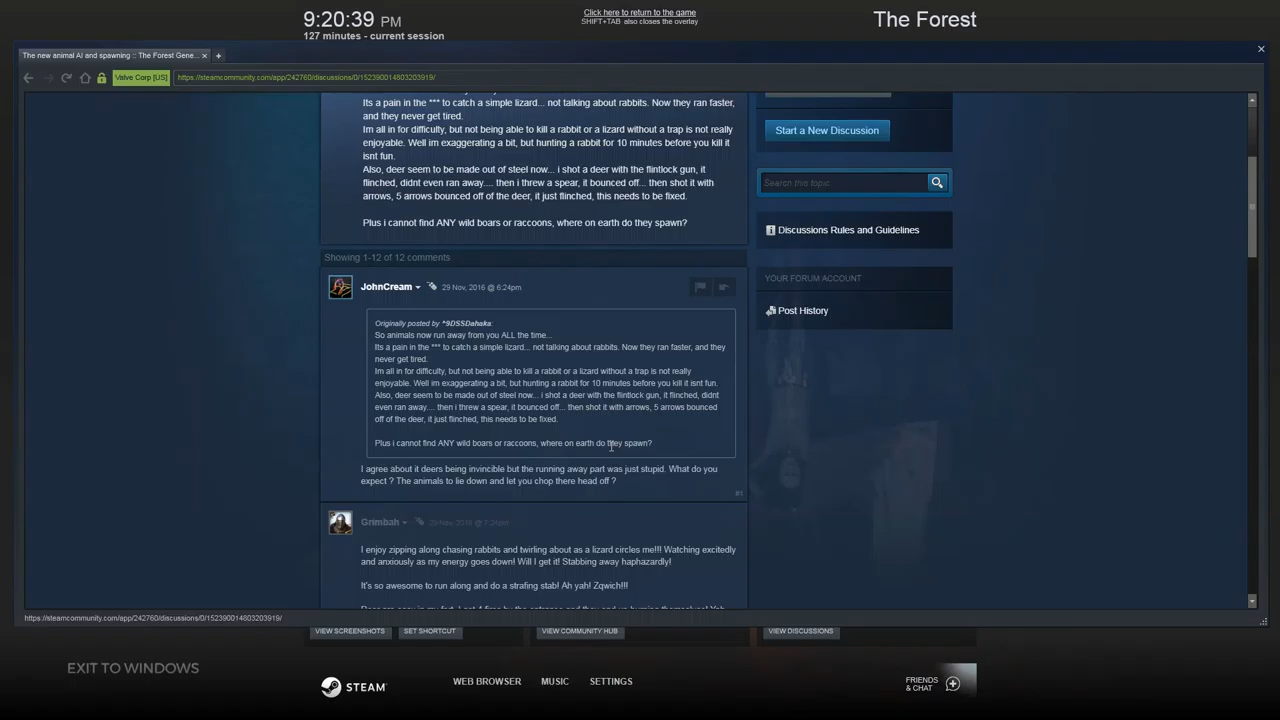 9:20:39 PM
127 minutes - current session
Click here to return to the game
SHIFT+TAB also closes the overlay
The Forest
The new animal AI and spawning :: The Forest Gene...
Valve Corp [US]
https://steamcommunity.com/app/242760/discussions/0/152390014803203919/
Its a pain in the *** to catch a simple lizard... not talking about rabbits. Now they ran faster,
and they never get tired.
Im all in for difficulty, but not being able to kill a rabbit or a lizard without a trap is not really
enjoyable. Well im exaggerating a bit, but hunting a rabbit for 10 minutes before you kill it
isnt fun.
Also, deer seem to be made out of steel now... i shot a deer with the flintlock gun, it
flinched, didnt even ran away.... then i threw a spear, it bounced off... then shot it with
arrows, 5 arrows bounced off of the deer, it just flinched, this needs to be fixed.
Plus i cannot find ANY wild boars or raccoons, where on earth do they spawn?
Start a New Discussion
Search this topic
Discussions Rules and Guidelines
YOUR FORUM ACCOUNT
Post History
Showing 1-12 of 12 comments
JohnCream
29 Nov, 2016 @ 6:24pm
Originally posted by *9DSSDahaka:
So animals now run away from you ALL the time...
Its a pain in the *** to catch a simple lizard... not talking about rabbits. Now they ran faster, and they
never get tired.
Im all in for difficulty, but not being able to kill a rabbit or a lizard without a trap is not really
enjoyable. Well im exaggerating a bit, but hunting a rabbit for 10 minutes before you kill it isnt fun.
Also, deer seem to be made out of steel now... i shot a deer with the flintlock gun, it flinched, didnt
even ran away.... then i threw a spear, it bounced off... then shot it with arrows, 5 arrows bounced
off of the deer, it just flinched, this needs to be fixed.
Plus i cannot find ANY wild boars or raccoons, where on earth do they spawn?
I agree about it deers being invincible but the running away part was just stupid. What do you
expect ? The animals to lie down and let you chop there head off ?
#1
Grimbah
29 Nov, 2016 @ 7:24pm
I enjoy zipping along chasing rabbits and twirling about as a lizard circles me!!! Watching excitedly
and anxiously as my energy goes down! Will I get it! Stabbing away haphazardly!
It's so awesome to run along and do a strafing stab! Ah yah! Zqwich!!!
https://steamcommunity.com/app/242760/discussions/0/152390014803203919/
VIEW SCREENSHOTS
SET SHORTCUT
VIEW COMMUNITY HUB
VIEW DISCUSSIONS
EXIT TO WINDOWS
STEAM
WEB BROWSER
MUSIC
SETTINGS
FRIENDS
& CHAT